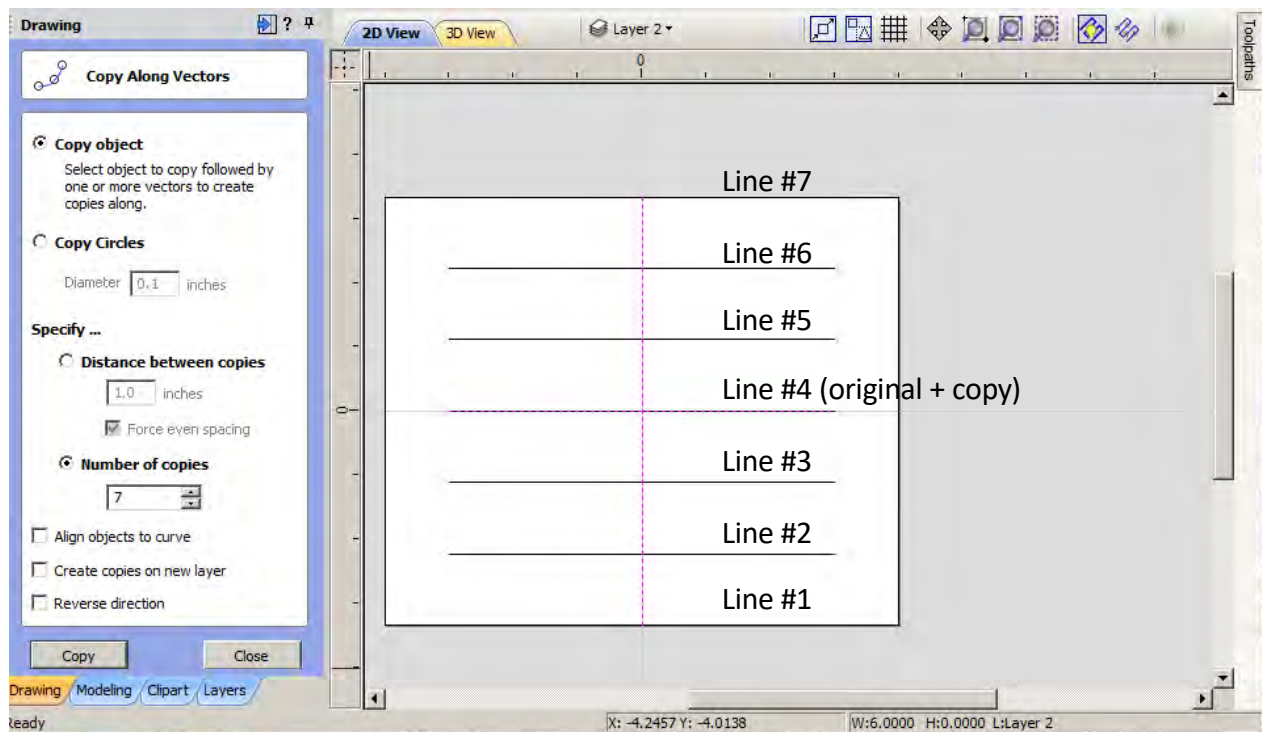 Drawing
?
Copy Along Vectors
Copy object
Select object to copy followed by
one or more vectors to create
copies along.
Copy Circles
Diameter 0.1 inches
Specify ...
Distance between copies
1.0 inches
Force even spacing
Number of copies
7
Align objects to curve
Create copies on new layer
Reverse direction
Copy Close
Drawing Modeling Clipart Layers
2D View 3D View Layer 2
Toolpaths
0
0
Line #7
Line #6
Line #5
Line #4 (original + copy)
Line #3
Line #2
Line #1
Ready X: -4.2457 Y: -4.0138 W:6.0000 H:0.0000 L:Layer 2